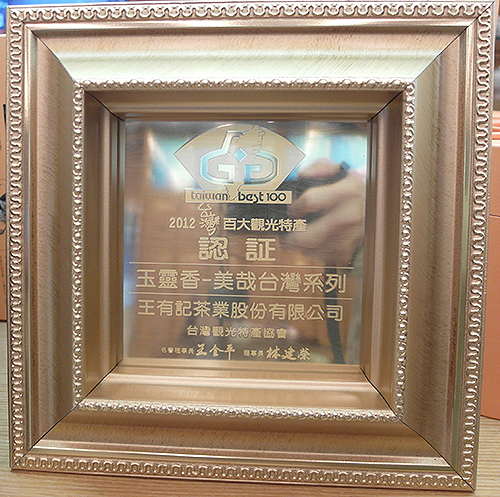 taiwan best 100
2012 台灣 百大觀光特產
認証
玉靈香-美哉台灣系列
王有記茶業股份有限公司
台灣觀光特產協會
名譽理事長 王金平 理事長 林建榮